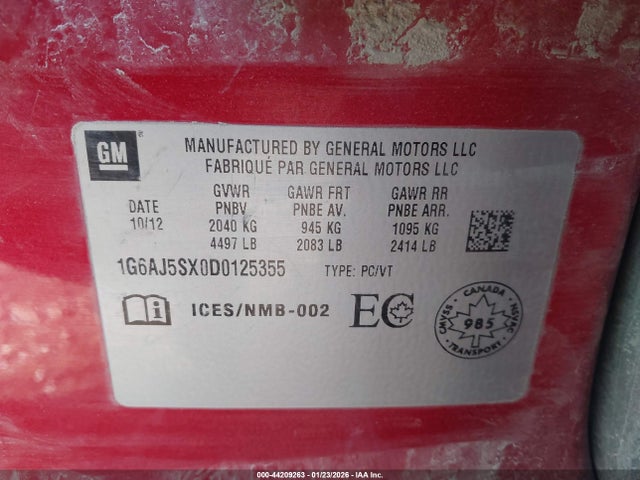 GM
MANUFACTURED BY GENERAL MOTORS LLC
FABRIQUÉ PAR GENERAL MOTORS LLC
GVWR GAWR FRT GAWR RR
DATE PNBV PNBE AV. PNBE ARR.
10/12 2040 KG 945 KG 1095 KG
4497 LB 2083 LB 2414 LB
1G6AJ5SX0D0125355 TYPE: PC/VT
ICES/NMB-002 EC
CANADA
CMVSS 985 NSVAC
TRANSPORT
000-44209263 | 01/23/2026 | IAA Inc.